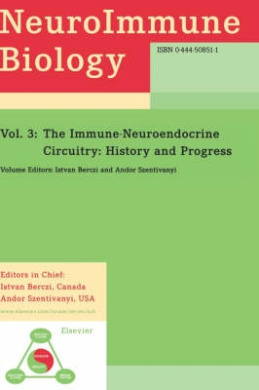 NeuroImmune
Biology
ISBN 0-444-50851-1
Vol. 3: The Immune-Neuroendocrine
Circuitry: History and Progress
Volume Editors: Istvan Berczi and Andor Szentivanyi
Editors in Chief:
Istvan Berczi, Canada
Andor Szentivanyi, USA
Elsevier